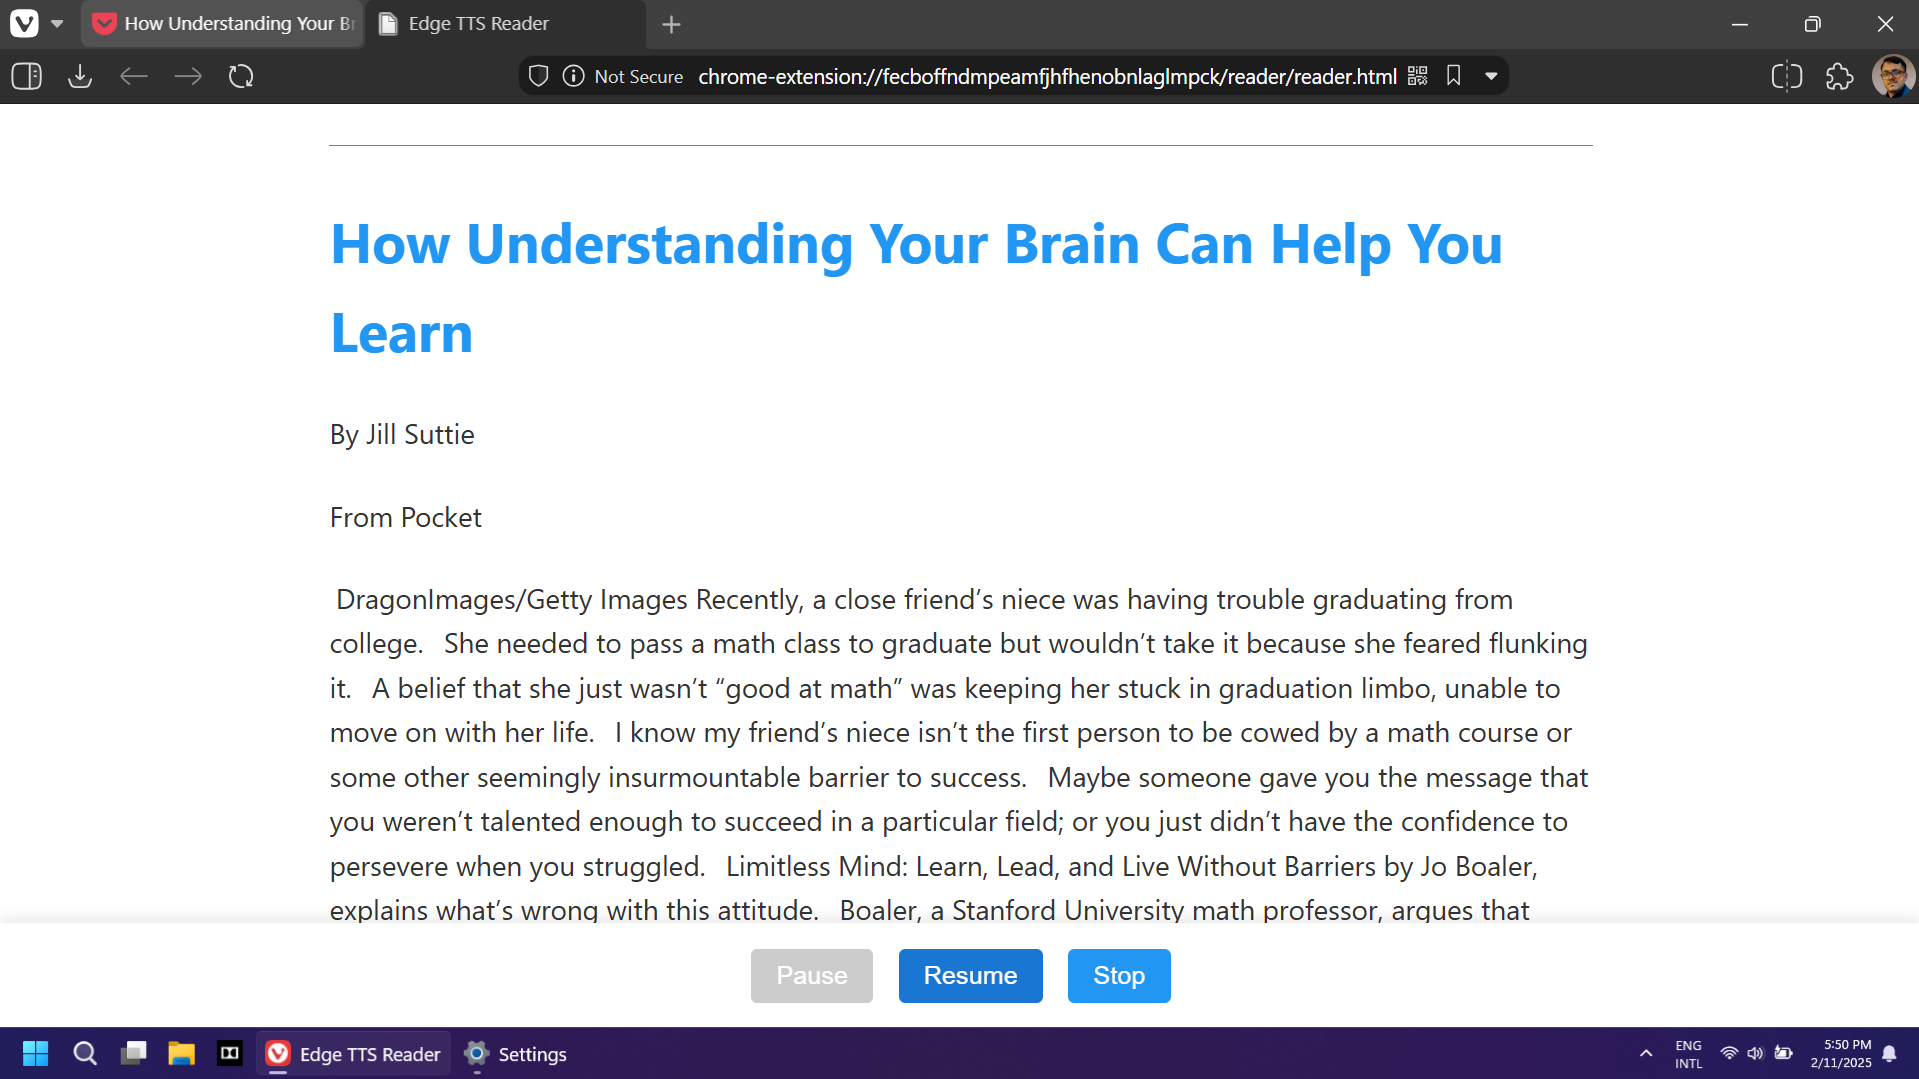 How Understanding Your Br
Edge TTS Reader
Not Secure chrome-extension://fecboffndmpeamfjhfhenobnlaglmpck/reader/reader.html
How Understanding Your Brain Can Help You
Learn
By Jill Suttie
From Pocket
DragonImages/Getty Images Recently, a close friend’s niece was having trouble graduating from
college. She needed to pass a math class to graduate but wouldn’t take it because she feared flunking
it. A belief that she just wasn’t “good at math” was keeping her stuck in graduation limbo, unable to
move on with her life. I know my friend’s niece isn’t the first person to be cowed by a math course or
some other seemingly insurmountable barrier to success. Maybe someone gave you the message that
you weren’t talented enough to succeed in a particular field; or you just didn’t have the confidence to
persevere when you struggled. Limitless Mind: Learn, Lead, and Live Without Barriers by Jo Boaler,
explains what’s wrong with this attitude. Boaler, a Stanford University math professor, argues that
Pause Resume Stop
Edge TTS Reader Settings
ENG
INTL
5:50 PM
2/11/2025